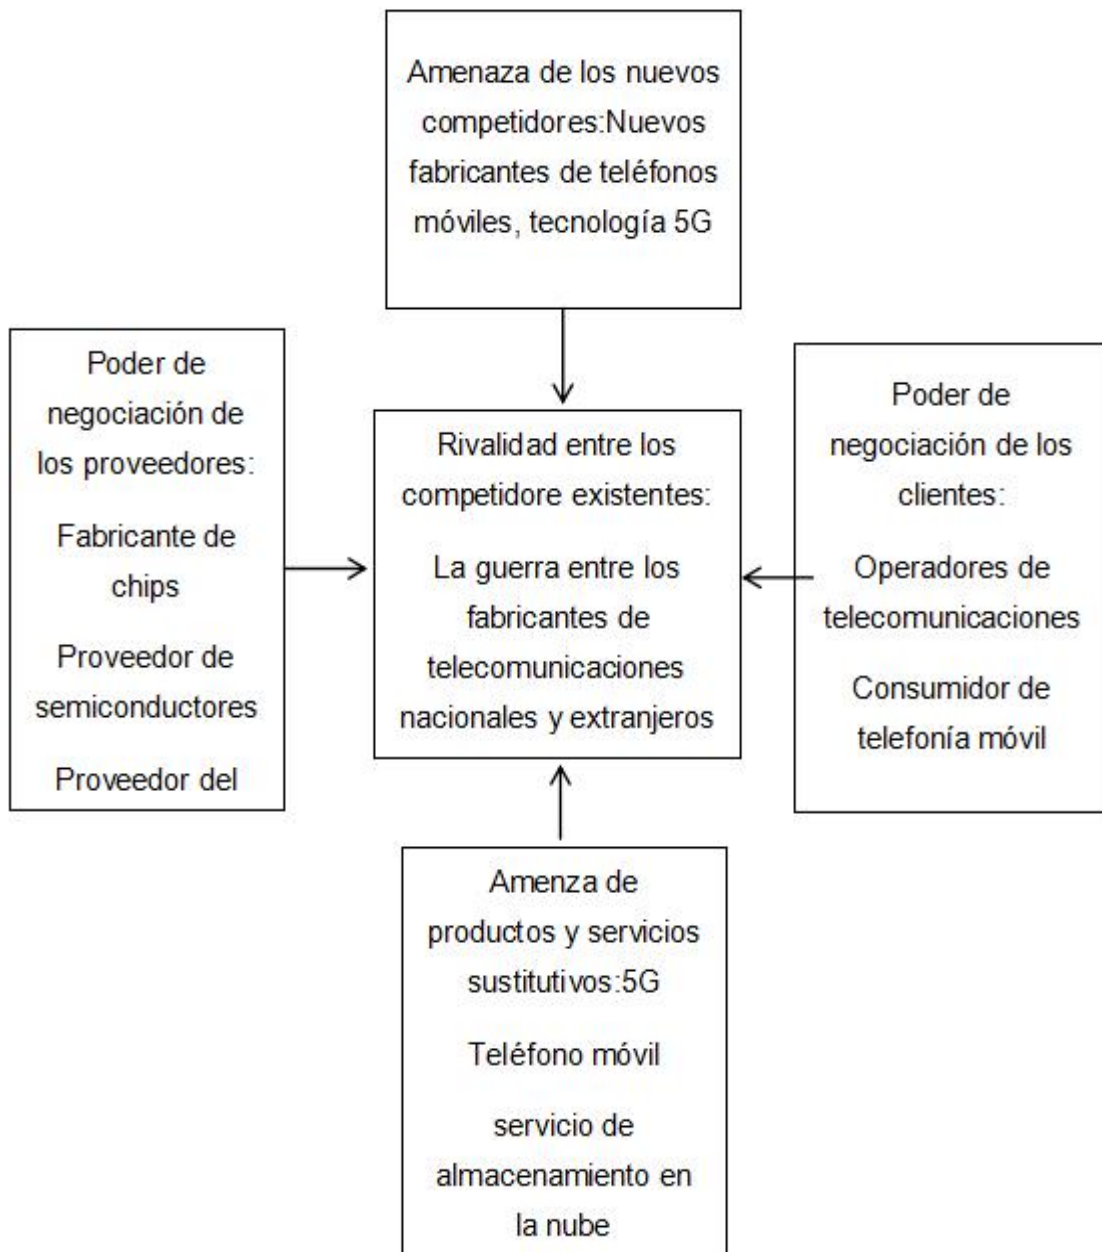 Amenaza de los nuevos
competidores:Nuevos
fabricantes de teléfonos
móviles, tecnología 5G
Poder de
negociación de
los proveedores:
Fabricante de
chips
Proveedor de
semiconductores
Proveedor del
Rivalidad entre los
competidore existentes:
La guerra entre los
fabricantes de
telecomunicaciones
nacionales y extranjeros
Poder de
negociación de los
clientes:
Operadores de
telecomunicaciones
Consumidor de
telefonía móvil
Amenza de
productos y servicios
sustitutivos:5G
Teléfono móvil
servicio de
almacenamiento en
la nube